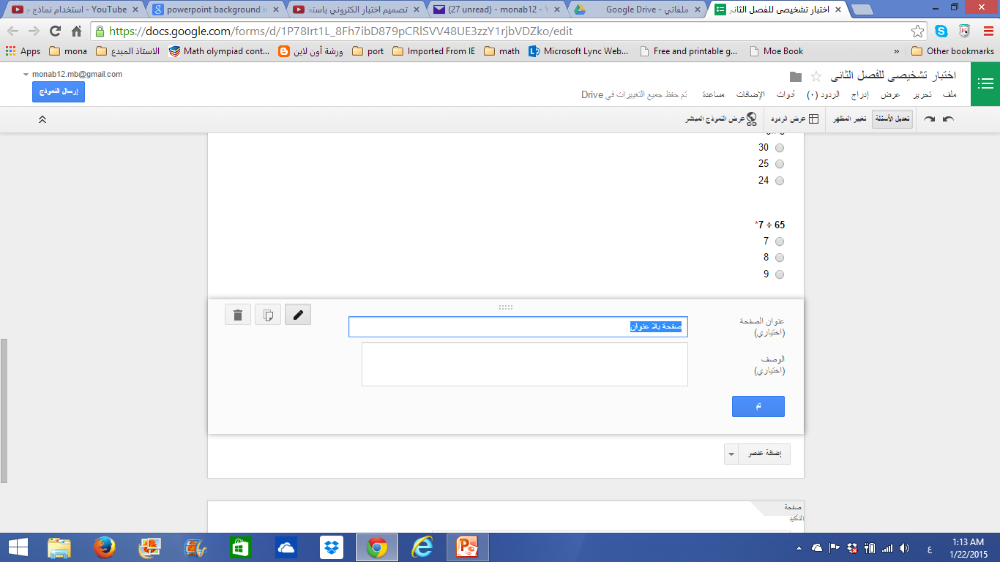 استخدام نماذج - YouTube
powerpoint background i
تصميم اختبار الكتروني باست
(27 unread) - monab12 -
ملفاتي - Google Drive
اختبار تشخيصى للفصل الثانى
https://docs.google.com/forms/d/1P78Irt1L_8Fh7ibD879pCRlSVV48UE3zzY1rjbVDZko/edit
Apps
mona
الاستاذ المبدع
Math olympiad cont...
ورشة أون لاين
port
Imported From IE
math
Microsoft Lync Web...
Free and printable g...
Moe Book
»
Other bookmarks
monab12.mb@gmail.com
اختبار تشخيصى للفصل الثانى
إرسال النموذج
ملف تحرير عرض إدراج الردود (٠) أدوات الإضافات مساعدة تم حفظ جميع التغييرات في Drive
تعديل الأسئلة تغيير المظهر عرض الردود عرض النموذج المباشر
30
25
24
*7 ÷ 65
7
8
9
عنوان الصفحة
(اختياري)
صفحة بلا عنوان
الوصف
(اختياري)
تم
إضافة عنصر
صفحة
التأكيد
ع
1:13 AM
1/22/2015